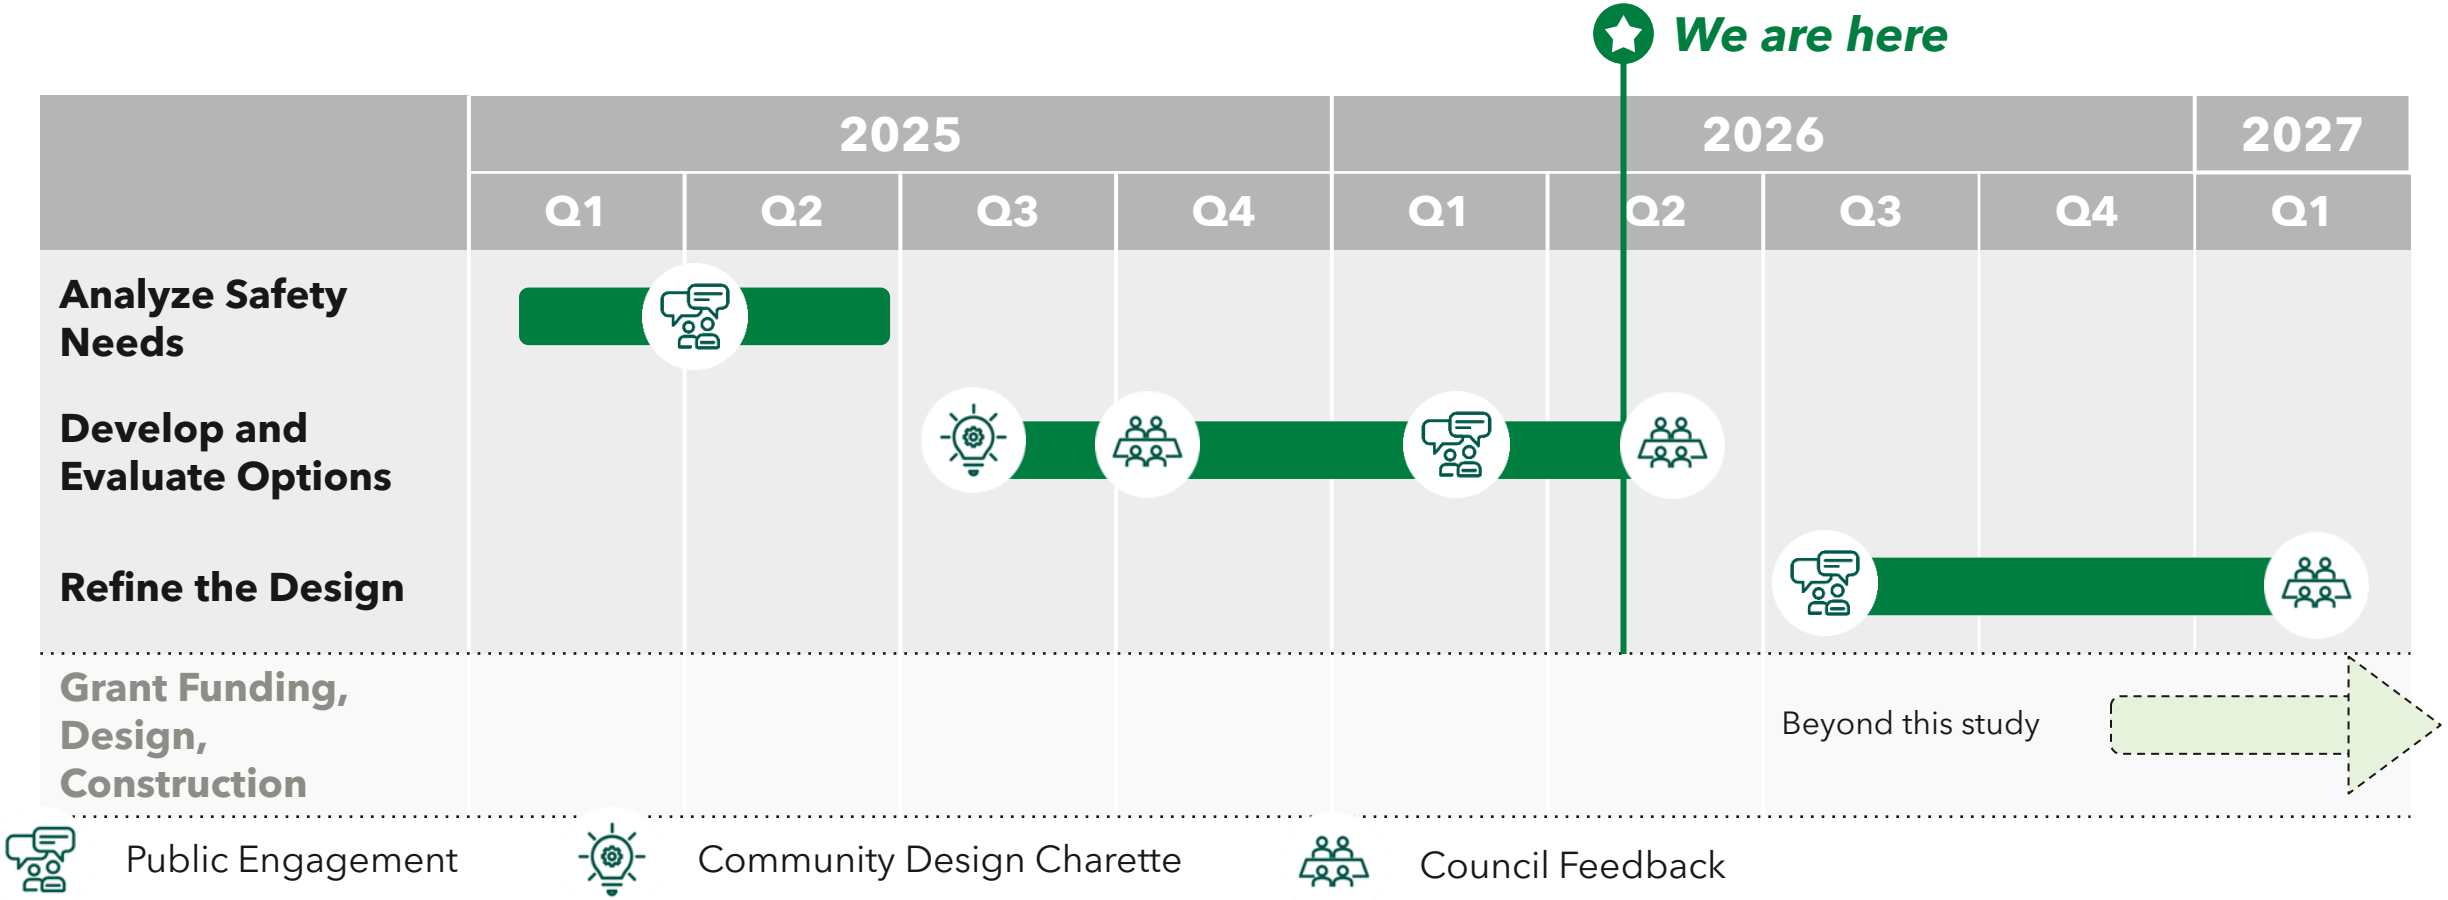 We are here
2025 2026 2027
Q1 Q2 Q3 Q4 Q1 Q2 Q3 Q4 Q1
Analyze Safety
Needs
Develop and
Evaluate Options
Refine the Design
Grant Funding,
Design,
Construction
Beyond this study
Public Engagement
Community Design Charette
Council Feedback